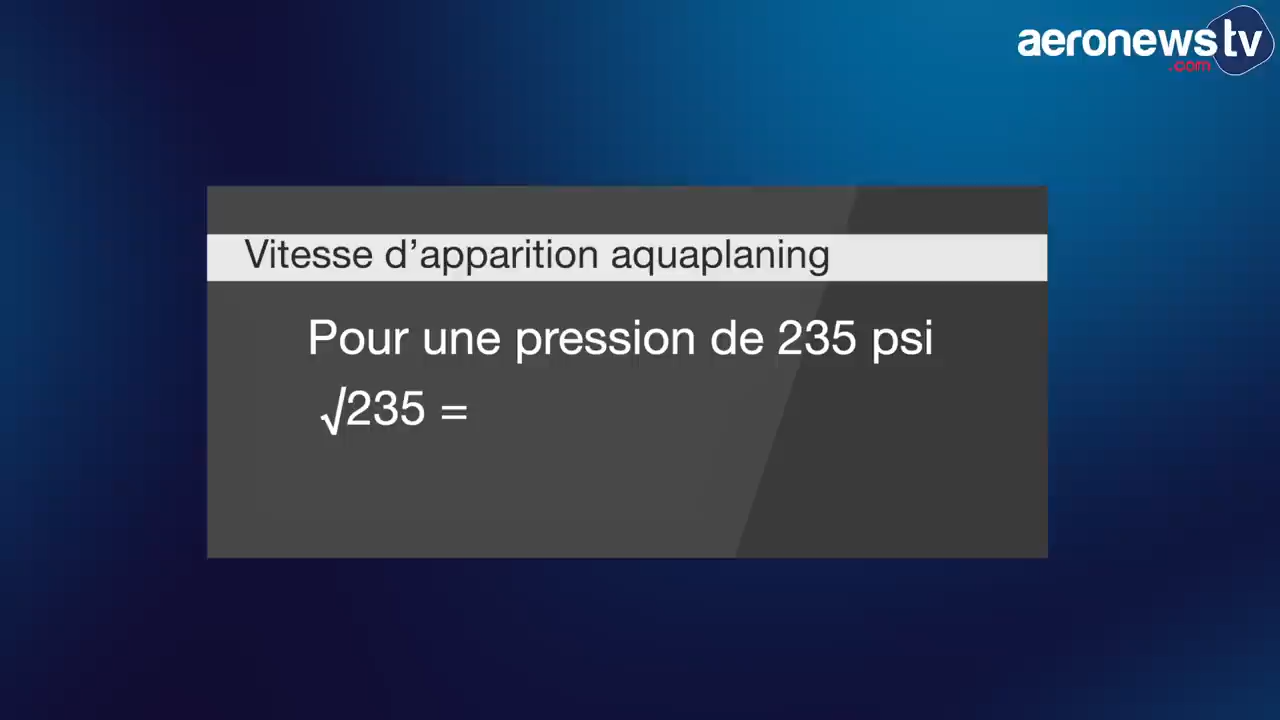 aeronewstv
.com
Vitesse d’apparition aquaplaning
Pour une pression de 235 psi
√235 =